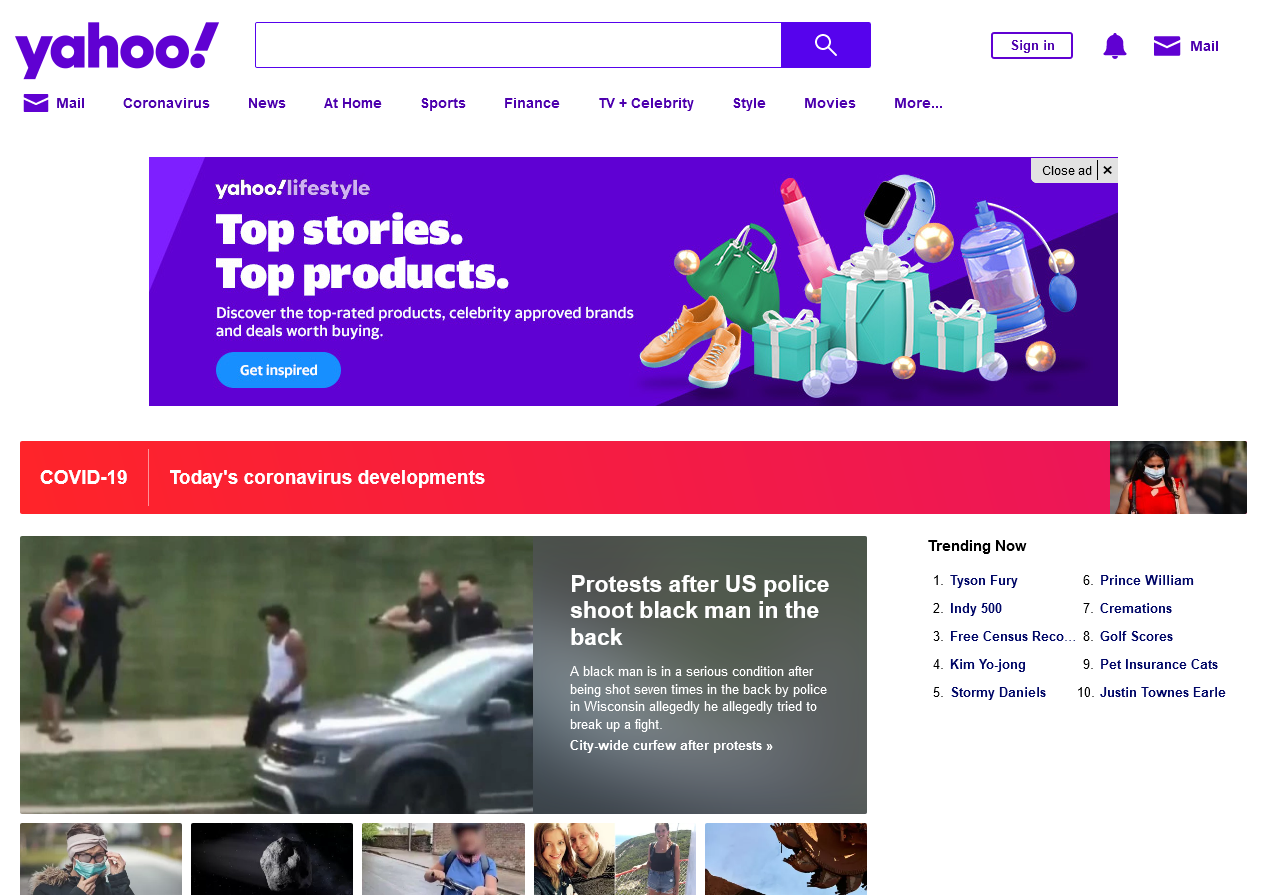 yahoo!
Sign in
Mail
Mail
Coronavirus
News
At Home
Sports
Finance
TV + Celebrity
Style
Movies
More...
Close ad ×
yahoo!lifestyle
Top stories.
Top products.
Discover the top-rated products, celebrity approved brands
and deals worth buying.
Get inspired
COVID-19
Today's coronavirus developments
Protests after US police
shoot black man in the
back
A black man is in a serious condition after
being shot seven times in the back by police
in Wisconsin allegedly he allegedly tried to
break up a fight.
City-wide curfew after protests »
Trending Now
1. Tyson Fury
2. Indy 500
3. Free Census Reco...
4. Kim Yo-jong
5. Stormy Daniels
6. Prince William
7. Cremations
8. Golf Scores
9. Pet Insurance Cats
10. Justin Townes Earle